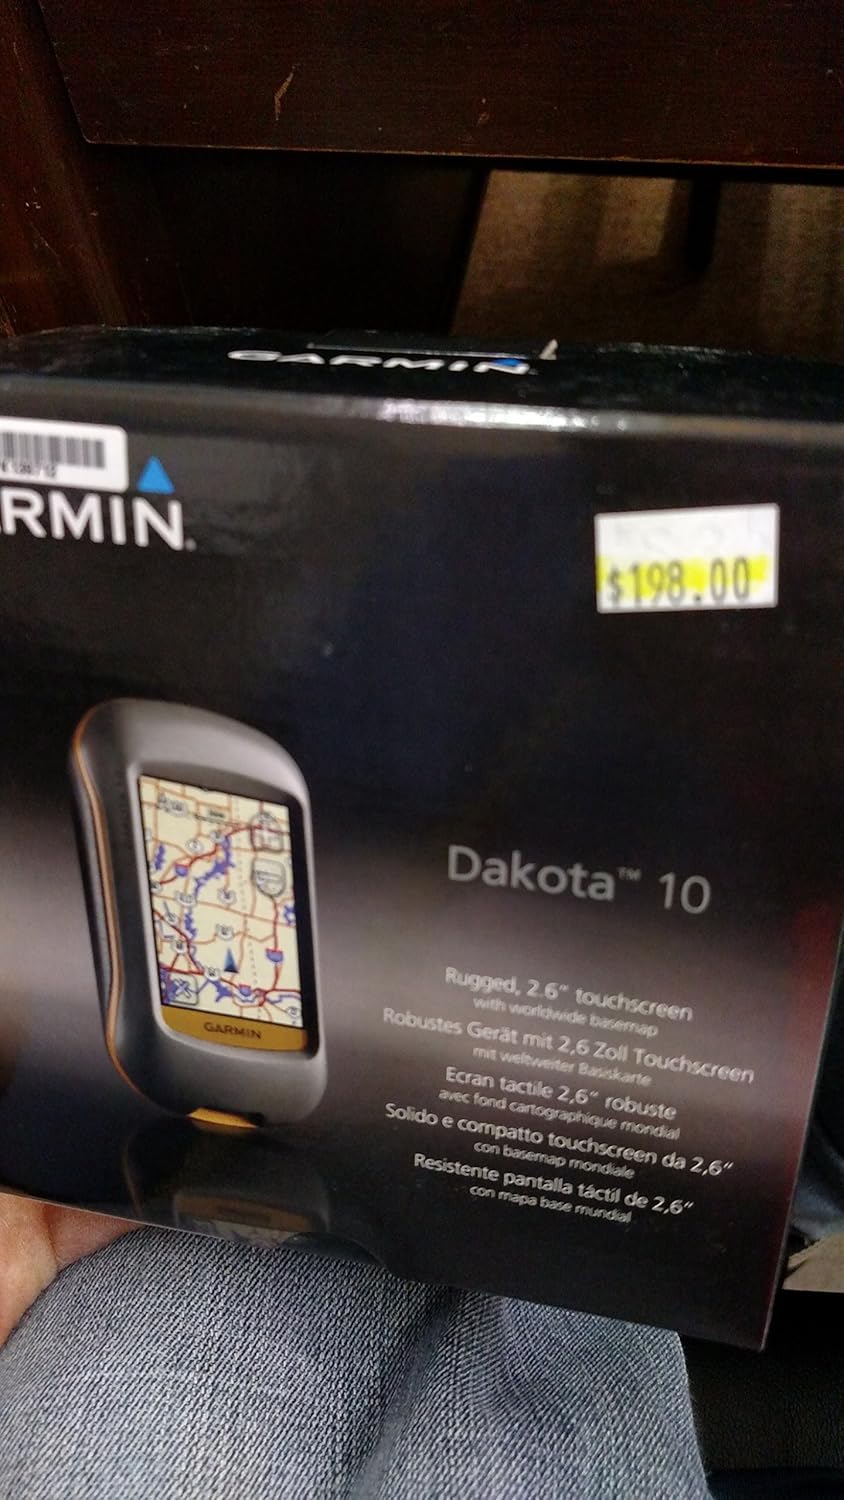 GARMIN
RMIN®
$198.00
GARMIN
Dakota™ 10
Rugged, 2.6" touchscreen
with worldwide basemap
Robustes Gerät mit 2,6 Zoll Touchscreen
mit weltweiter Basiskarte
Ecran tactile 2,6" robuste
avec fond cartographique mondial
Solido e compatto touchscreen da 2,6"
con basemap mondiale
Resistente pantalla táctil de 2,6"
con mapa base mundial